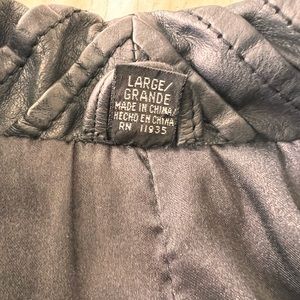 LARGE/
GRANDE
MADE IN CHINA/
HECHO EN CHINA
RN 11935